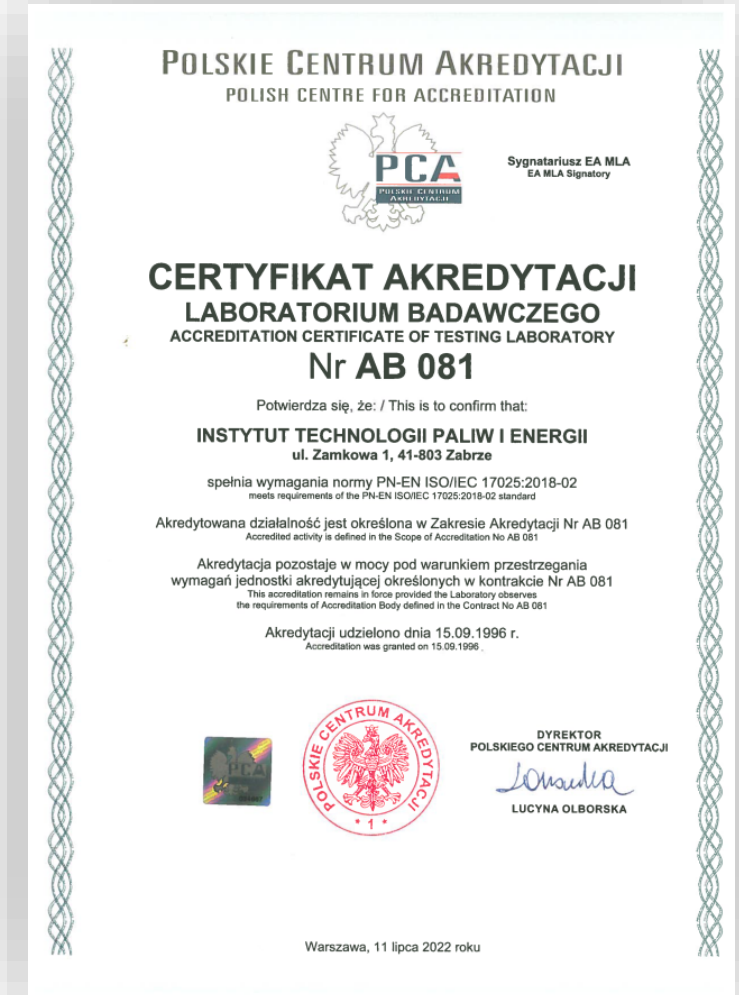 POLSKIE CENTRUM AKREDYTACJI
POLISH CENTRE FOR ACCREDITATION
PCA
POLSKIE CENTRUM
AKREDYTACJI
Sygnatariusz EA MLA
EA MLA Signatory
CERTYFIKAT AKREDYTACJI
LABORATORIUM BADAWCZEGO
ACCREDITATION CERTIFICATE OF TESTING LABORATORY
Nr AB 081
Potwierdza się, że: / This is to confirm that:
INSTYTUT TECHNOLOGII PALIW I ENERGII
ul. Zamkowa 1, 41-803 Zabrze
spełnia wymagania normy PN-EN ISO/IEC 17025:2018-02
meets requirements of the PN-EN ISO/IEC 17025:2018-02 standard
Akredytowana działalność jest określona w Zakresie Akredytacji Nr AB 081
Accredited activity is defined in the Scope of Accreditation No AB 081
Akredytacja pozostaje w mocy pod warunkiem przestrzegania
wymagań jednostki akredytującej określonych w kontrakcie Nr AB 081
This accreditation remains in force provided the Laboratory observes
the requirements of Accreditation Body defined in the Contract No AB 081
Akredytacji udzielono dnia 15.09.1996 r.
Accreditation was granted on 15.09.1996
PCA
POLSKIE CENTRUM AKREDYTACJI
* 1 *
DYREKTOR
POLSKIEGO CENTRUM AKREDYTACJI
LUCYNA OLBORSKA
Warszawa, 11 lipca 2022 roku